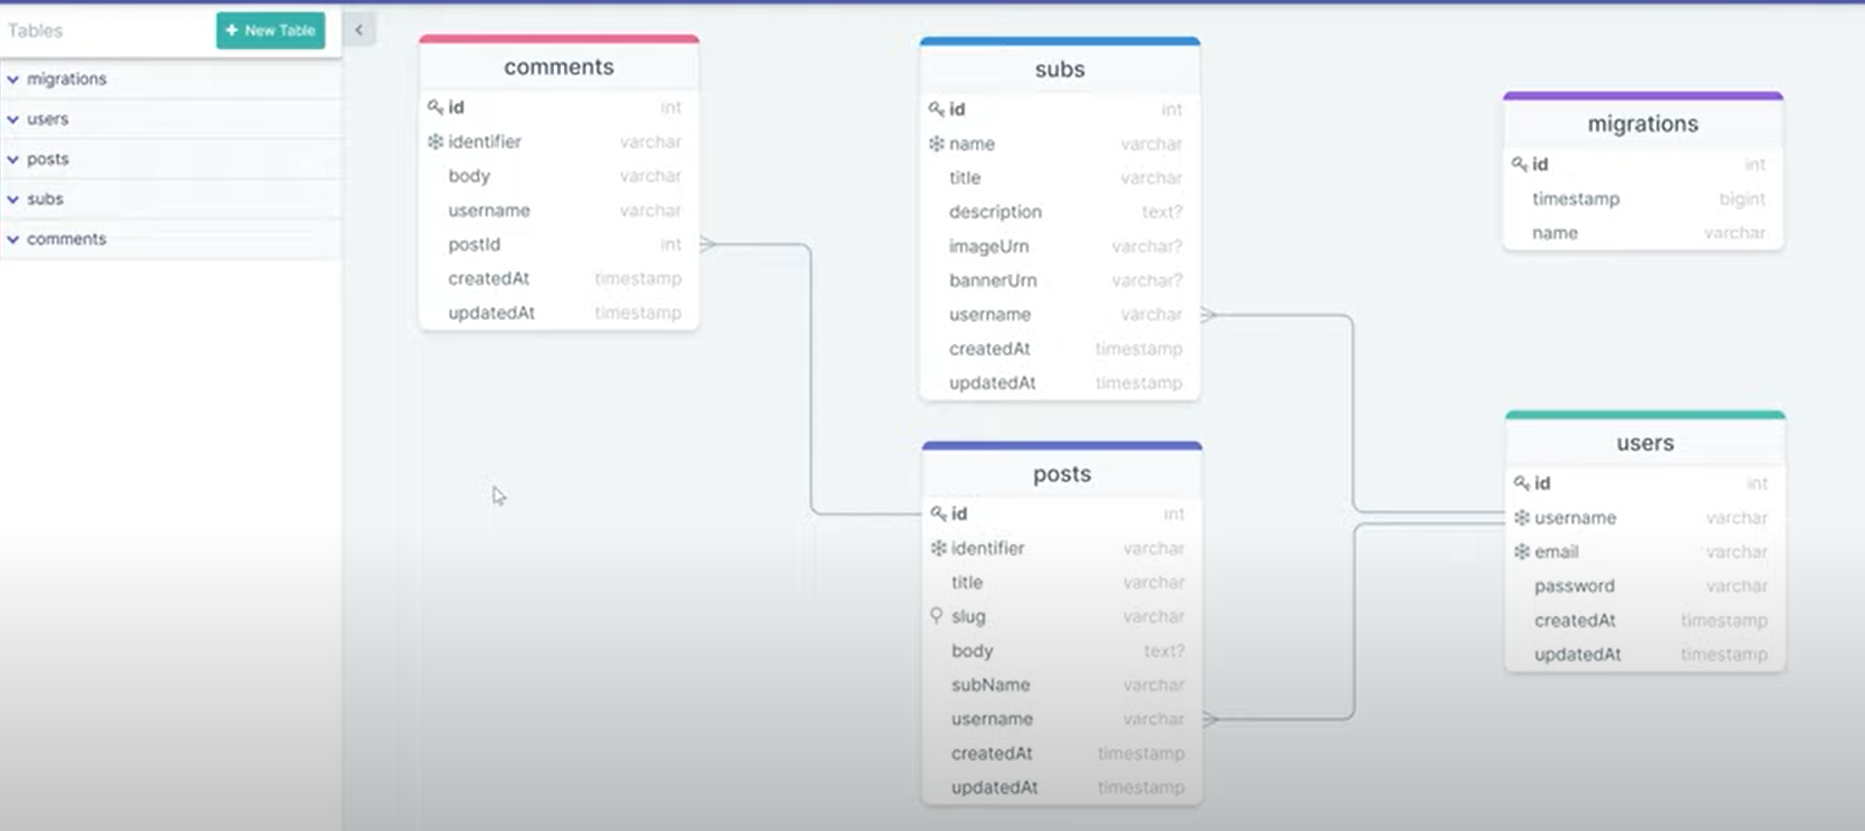 Tables
+ New Table
migrations
users
posts
subs
comments
comments
id int
identifier varchar
body varchar
username varchar
postId int
createdAt timestamp
updatedAt timestamp
subs
id int
name varchar
title varchar
description text?
imageUrn varchar?
bannerUrn varchar?
username varchar
createdAt timestamp
updatedAt timestamp
posts
id int
identifier varchar
title varchar
slug varchar
body text?
subName varchar
username varchar
createdAt timestamp
updatedAt timestamp
migrations
id int
timestamp bigint
name varchar
users
id int
username varchar
email varchar
password varchar
createdAt timestamp
updatedAt timestamp